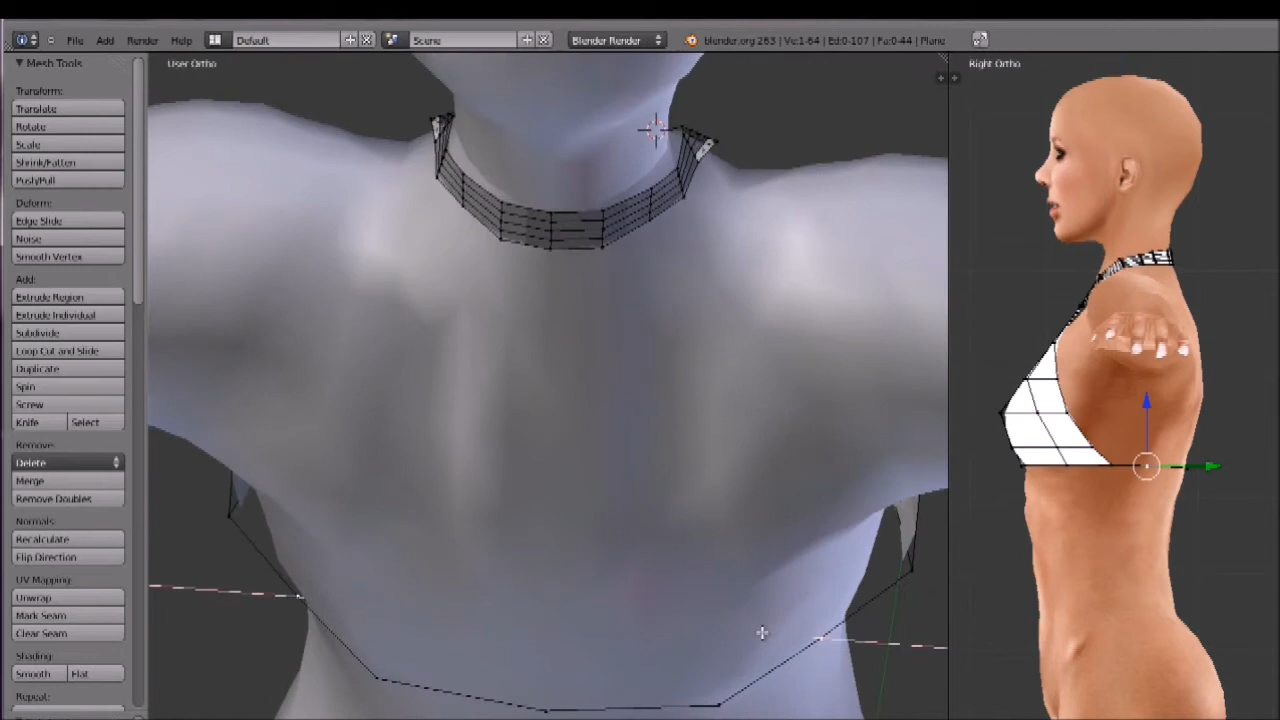 File Add Render Help Default Scene Blender Render blender.org 263 | Ve:1-64 | Ed:0-107 | Fa:0-44 | Plane
Mesh Tools
User Ortho
Right Ortho
Transform:
Translate
Rotate
Scale
Shrink/Fatten
Push/Pull
Deform:
Edge Slide
Noise
Smooth Vertex
Add:
Extrude Region
Extrude Individual
Subdivide
Loop Cut and Slide
Duplicate
Spin
Screw
Knife Select
Remove:
Delete
Merge
Remove Doubles
Normals:
Recalculate
Flip Direction
UV Mapping:
Unwrap
Mark Seam
Clear Seam
Shading:
Smooth Flat
Repeat: